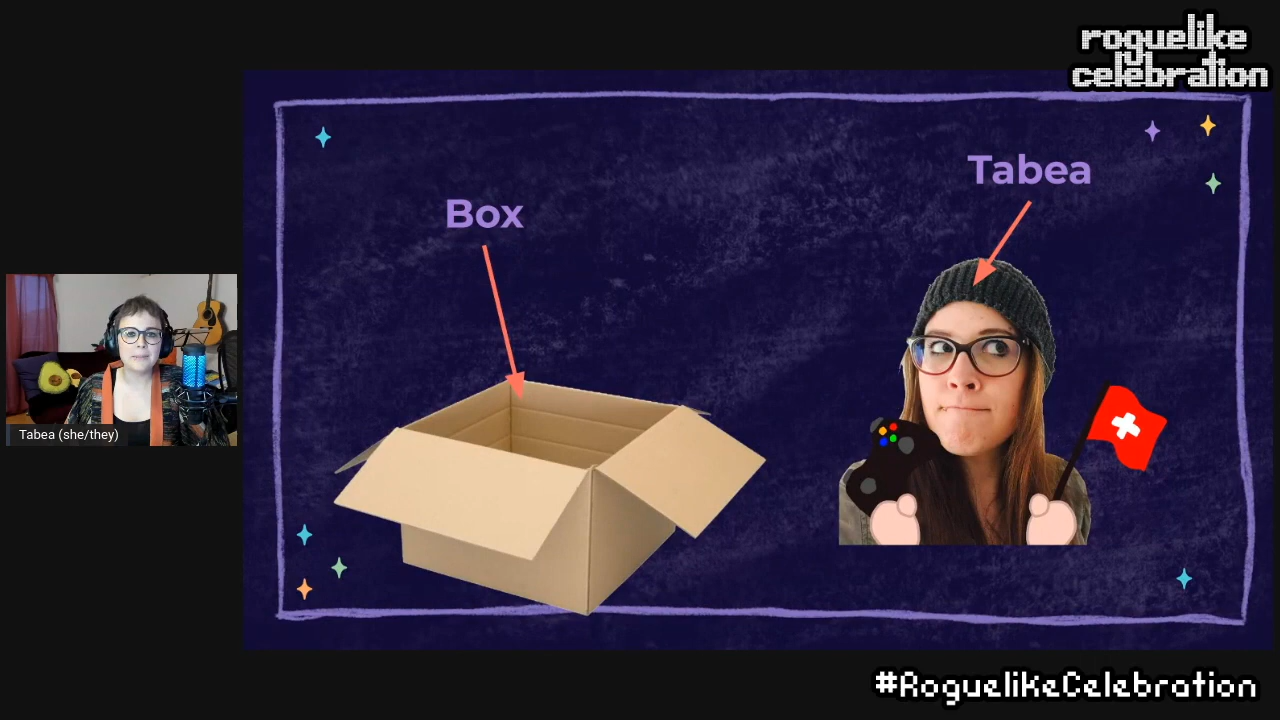 roguelike
celebration
Tabea
Box
Tabea (she/they)
#RoguelikeCelebration